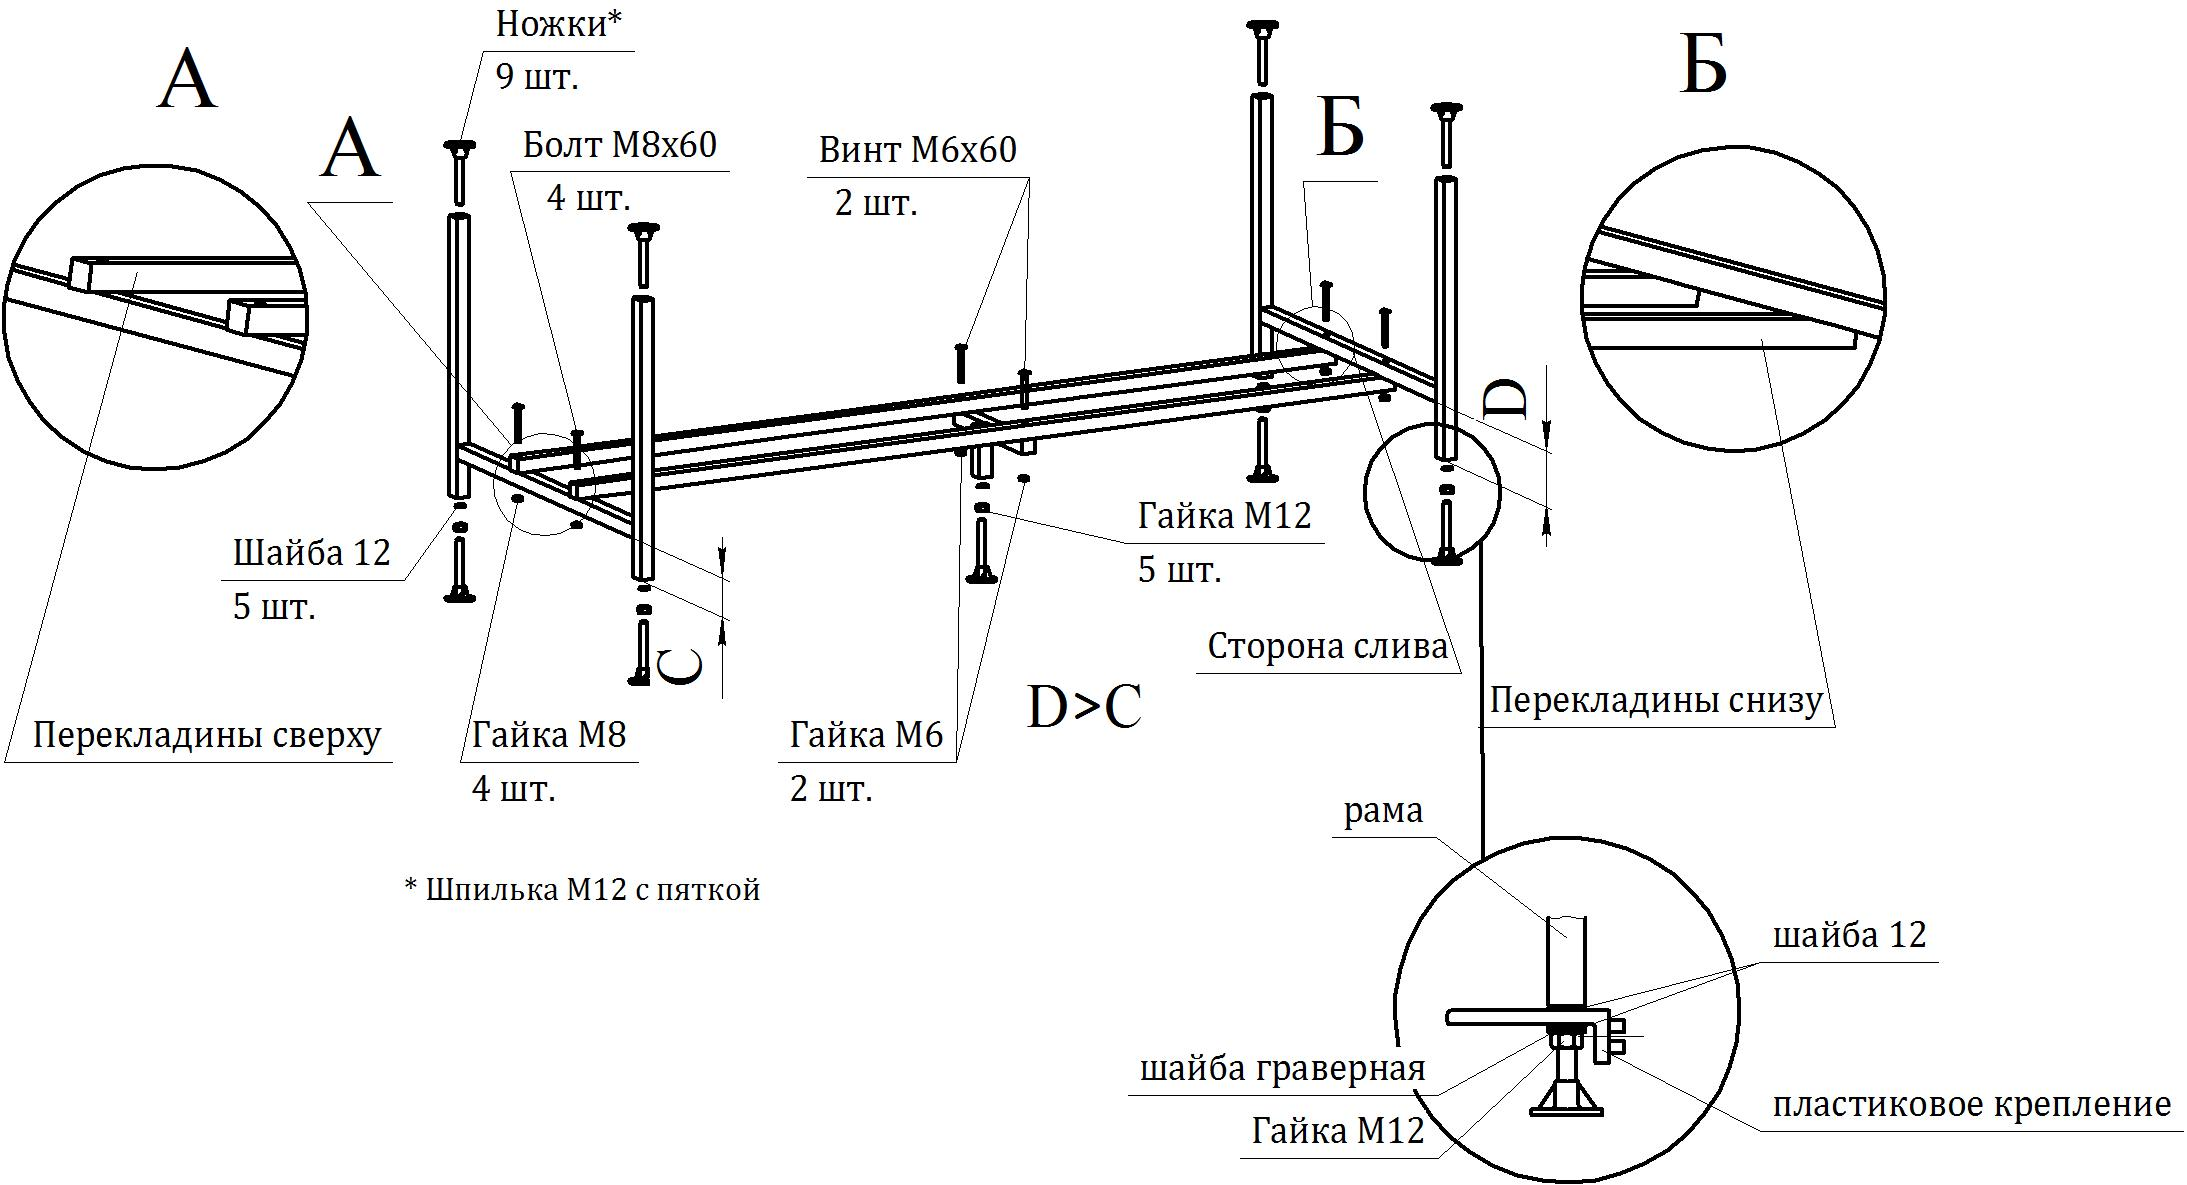 Ножки*
9 шт.
А
А
Болт М8х60
4 шт.
Винт М6х60
2 шт.
Б
Б
D
Шайба 12
5 шт.
Гайка М12
5 шт.
С
Сторона слива
D>C
Перекладины снизу
Перекладины сверху
Гайка М8
4 шт.
Гайка М6
2 шт.
рама
* Шпилька М12 с пяткой
шайба 12
шайба граверная
Гайка М12
пластиковое крепление